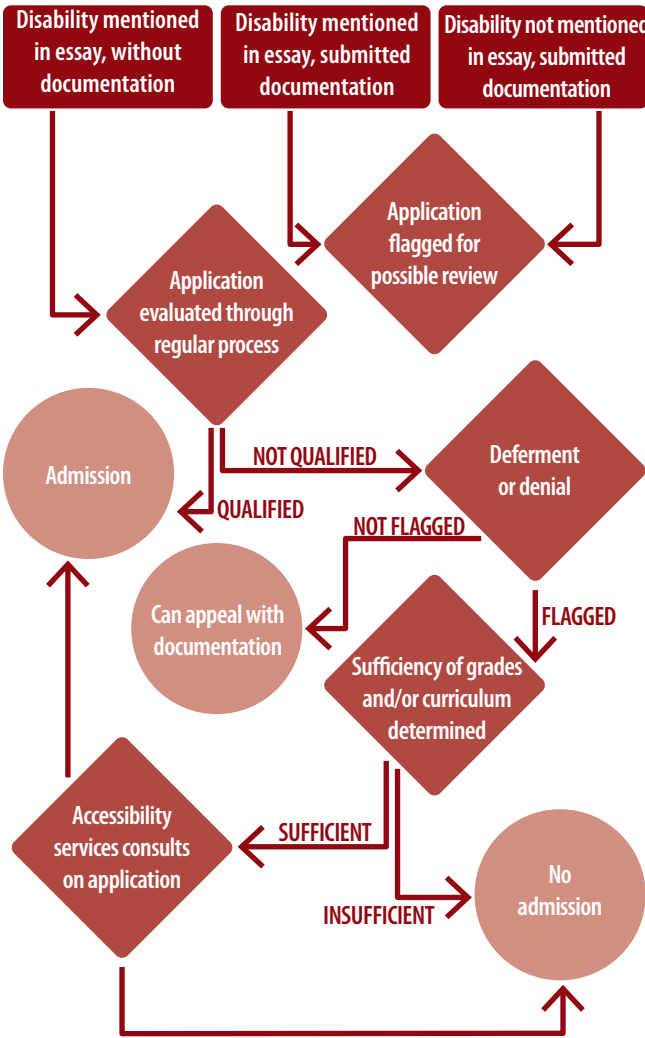 Disability mentioned
in essay, without
documentation
Disability mentioned
in essay, submitted
documentation
Disability not mentioned
in essay, submitted
documentation
Application
flagged for
possible review
Application
evaluated through
regular process
Admission
NOT QUALIFIED
QUALIFIED
Deferment
or denial
NOT FLAGGED
Can appeal with
documentation
FLAGGED
Sufficiency of grades
and/or curriculum
determined
Accessibility
services consults
on application
SUFFICIENT
INSUFFICIENT
No
admission